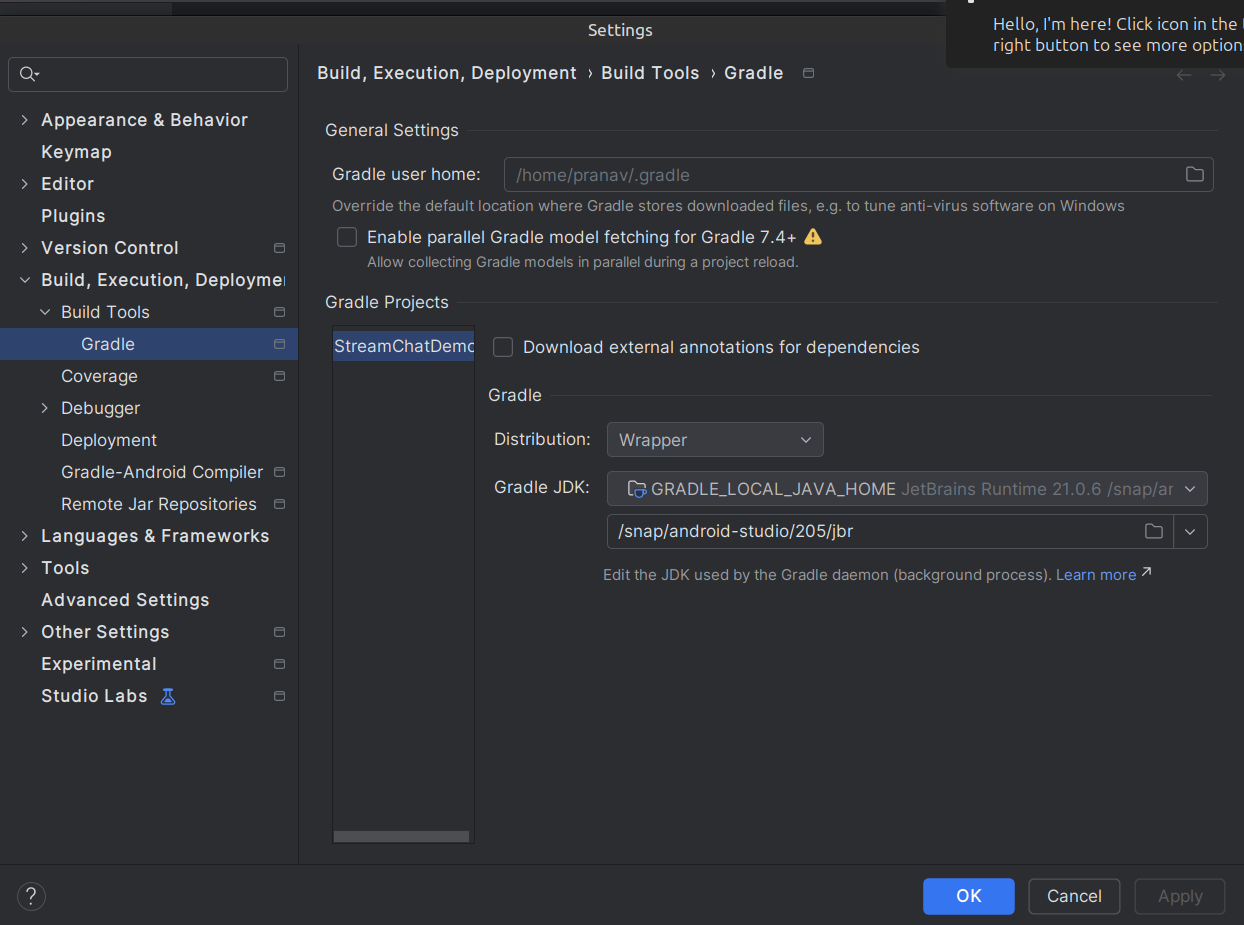 Settings
Hello, I'm here! Click icon in the
right button to see more option
Build, Execution, Deployment › Build Tools › Gradle
Appearance & Behavior
Keymap
Editor
Plugins
Version Control
Build, Execution, Deployme
Build Tools
Gradle
Coverage
Debugger
Deployment
Gradle-Android Compiler
Remote Jar Repositories
Languages & Frameworks
Tools
Advanced Settings
Other Settings
Experimental
Studio Labs
General Settings
Gradle user home: /home/pranav/.gradle
Override the default location where Gradle stores downloaded files, e.g. to tune anti-virus software on Windows
Enable parallel Gradle model fetching for Gradle 7.4+
Allow collecting Gradle models in parallel during a project reload.
Gradle Projects
StreamChatDemo
Download external annotations for dependencies
Gradle
Distribution: Wrapper
Gradle JDK: GRADLE_LOCAL_JAVA_HOME JetBrains Runtime 21.0.6 /snap/ar
/snap/android-studio/205/jbr
Edit the JDK used by the Gradle daemon (background process). Learn more ↗
?
OK
Cancel
Apply